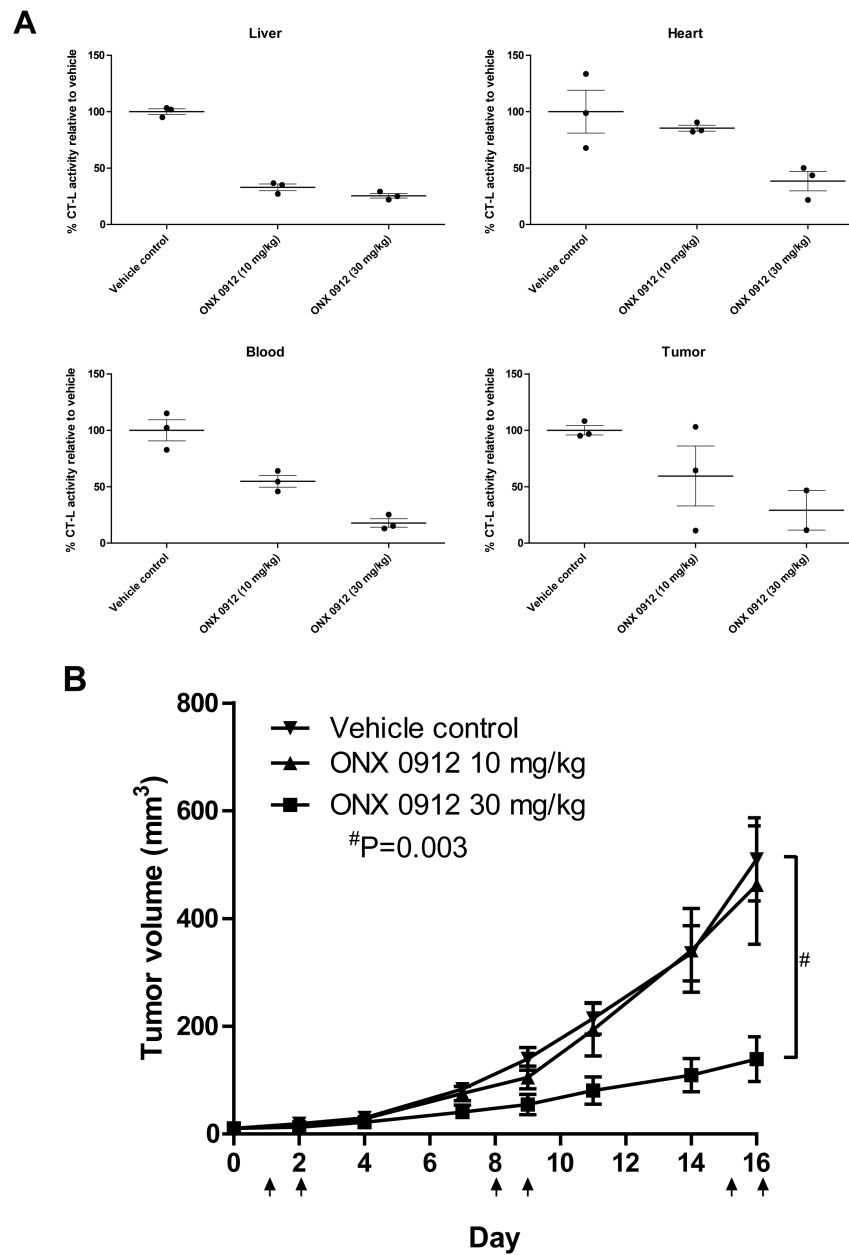 A
Liver
% CT-L activity relative to vehicle
150
100
50
0
Vehicle control
ONX 0912 (10 mg/kg)
ONX 0912 (30 mg/kg)
Heart
% CT-L activity relative to vehicle
150
100
50
0
Vehicle control
ONX 0912 (10 mg/kg)
ONX 0912 (30 mg/kg)
Blood
% CT-L activity relative to vehicle
150
100
50
0
Vehicle control
ONX 0912 (10 mg/kg)
ONX 0912 (30 mg/kg)
Tumor
% CT-L activity relative to vehicle
150
100
50
0
Vehicle control
ONX 0912 (10 mg/kg)
ONX 0912 (30 mg/kg)
B
Tumor volume (mm³)
800
600
400
200
0
Vehicle control
ONX 0912 10 mg/kg
ONX 0912 30 mg/kg
#P=0.003
#
0 2 4 6 8 10 12 14 16
Day